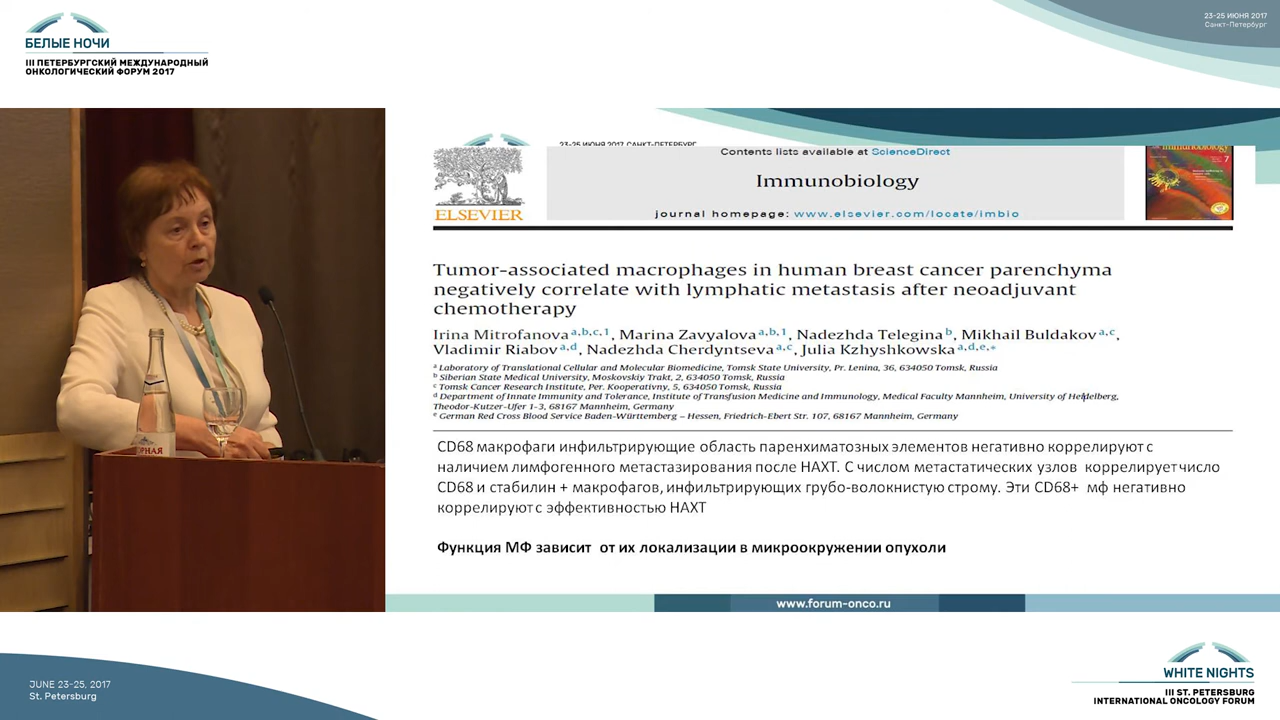 БЕЛЫЕ НОЧИ
III ПЕТЕРБУРГСКИЙ МЕЖДУНАРОДНЫЙ
ОНКОЛОГИЧЕСКИЙ ФОРУМ 2017
23-25 ИЮНЯ 2017
Санкт-Петербург
23-25 ИЮНЯ 2017 САНКТ-ПЕТЕРБУРГ
Contents lists available at ScienceDirect
Immunobiology
journal homepage: www.elsevier.com/locate/imbio
ELSEVIER
Immunobiology
7
Tumor-associated macrophages in human breast cancer parenchyma
negatively correlate with lymphatic metastasis after neoadjuvant
chemotherapy
Irina Mitrofanova a,b,c,1, Marina Zavyalova a,b,1, Nadezhda Telegina b, Mikhail Buldakov a,c,
Vladimir Riabov a,d, Nadezhda Cherdyntseva a,c, Julia Kzhyshkowska a,d,e,*
a Laboratory of Translational Cellular and Molecular Biomedicine, Tomsk State University, Pr. Lenina, 36, 634050 Tomsk, Russia
b Siberian State Medical University, Moskovskiy Trakt, 2, 634050 Tomsk, Russia
c Tomsk Cancer Research Institute, Per. Kooperativny, 5, 634050 Tomsk, Russia
d Department of Innate Immunity and Tolerance, Institute of Transfusion Medicine and Immunology, Medical Faculty Mannheim, University of Heidelberg,
Theodor-Kutzer-Ufer 1-3, 68167 Mannheim, Germany
e German Red Cross Blood Service Baden-Württemberg – Hessen, Friedrich-Ebert Str. 107, 68167 Mannheim, Germany
CD68 макрофаги инфильтрирующие область паренхиматозных элементов негативно коррелируют с
наличием лимфогенного метастазирования после НАХТ. С числом метастатических узлов коррелирует число
CD68 и стабилин + макрофагов, инфильтрирующих грубо-волокнистую строму. Эти CD68+ мф негативно
коррелируют с эффективностью НАХТ
Функция МФ зависит от их локализации в микроокружении опухоли
www.forum-onco.ru
JUNE 23-25, 2017
St. Petersburg
WHITE NIGHTS
III ST. PETERSBURG
INTERNATIONAL ONCOLOGY FORUM